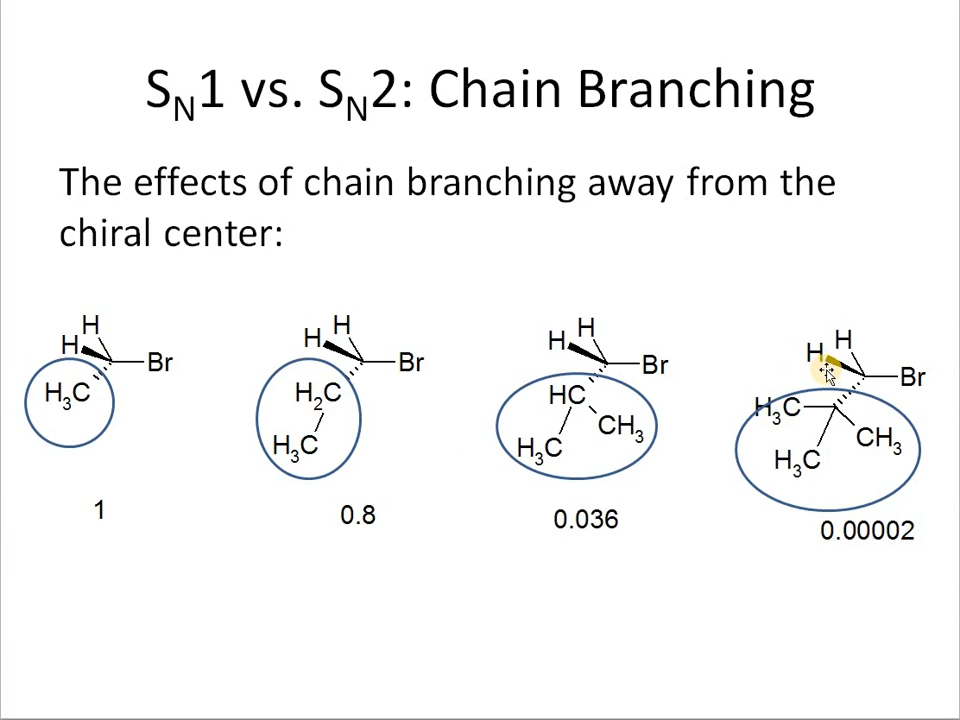 S_N1 vs. S_N2: Chain Branching
The effects of chain branching away from the
chiral center:
H
H
Br
H₃C
H
H
Br
H₂C
H₃C
H
H
Br
HC
CH₃
H₃C
H
H
Br
H₃C
CH₃
H₃C
1
0.8
0.036
0.00002